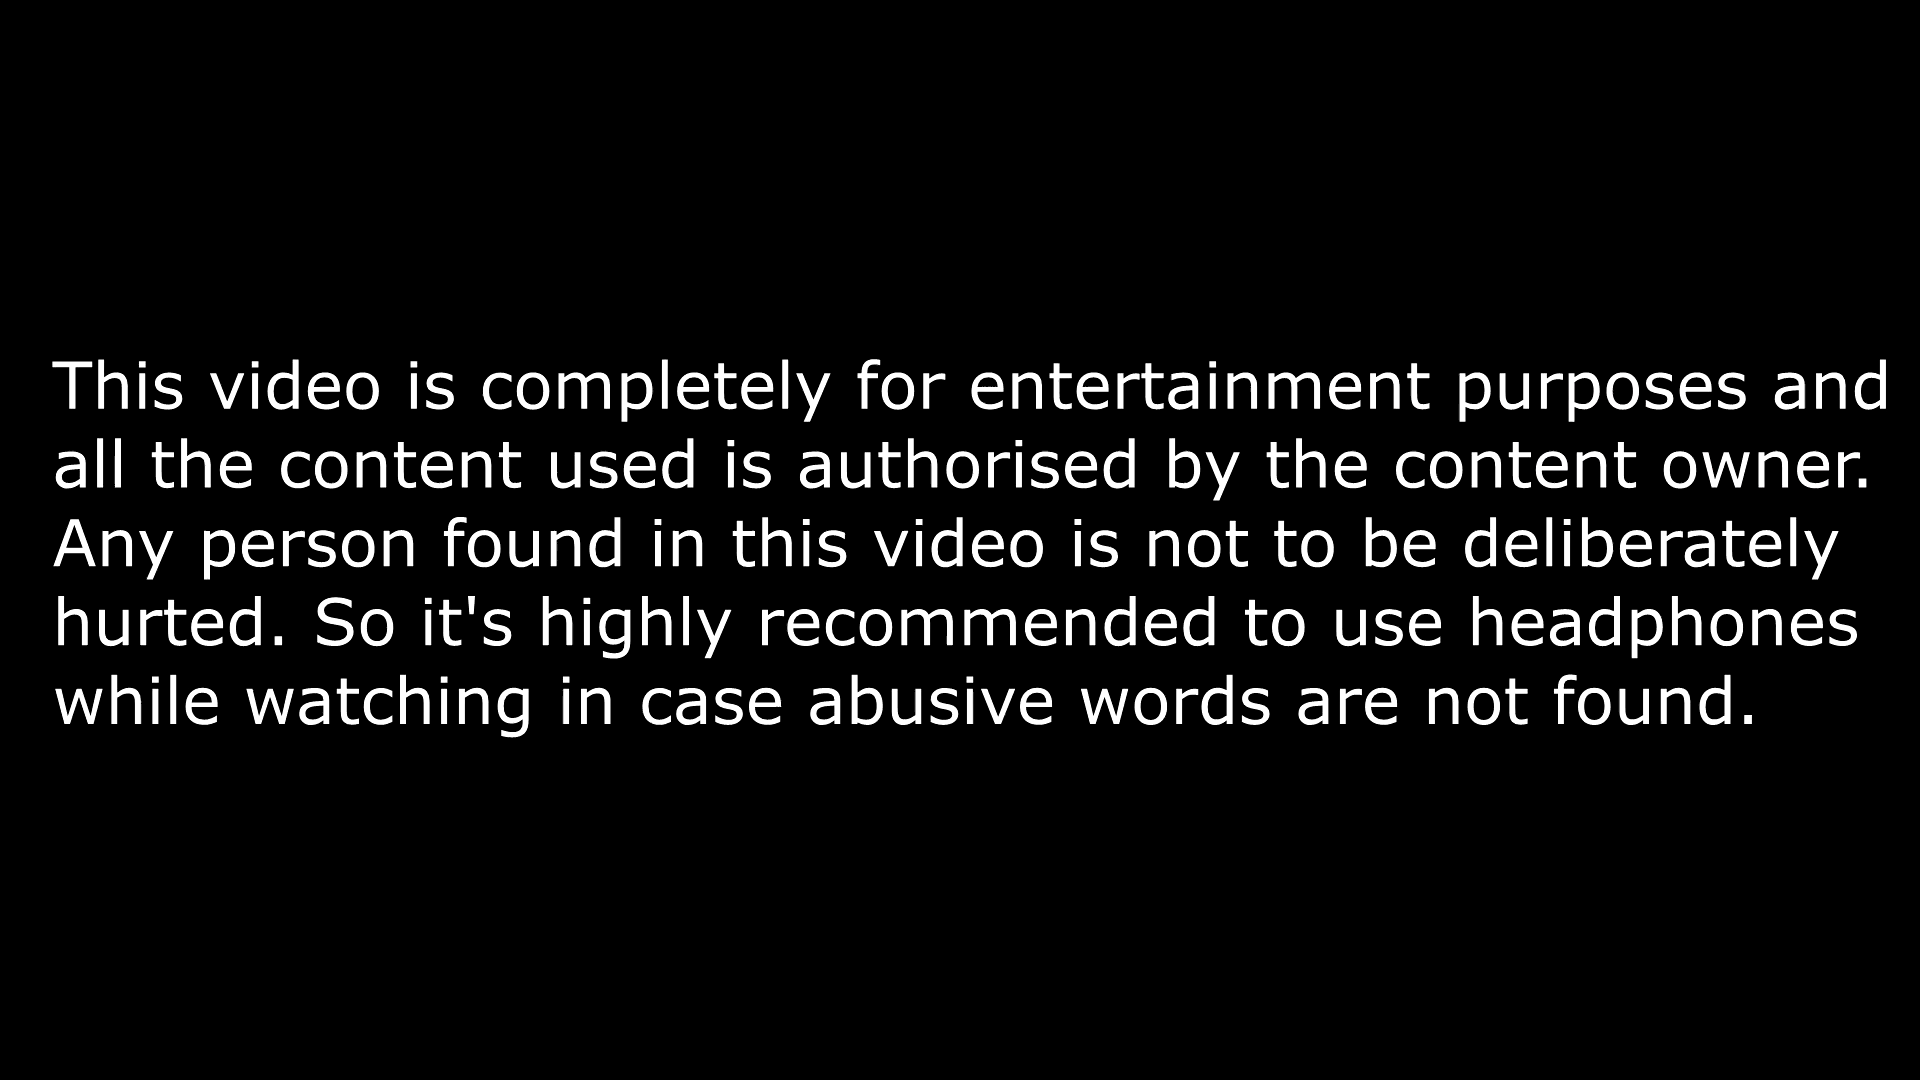 This video is completely for entertainment purposes and
all the content used is authorised by the content owner.
Any person found in this video is not to be deliberately
hurted. So it's highly recommended to use headphones
while watching in case abusive words are not found.